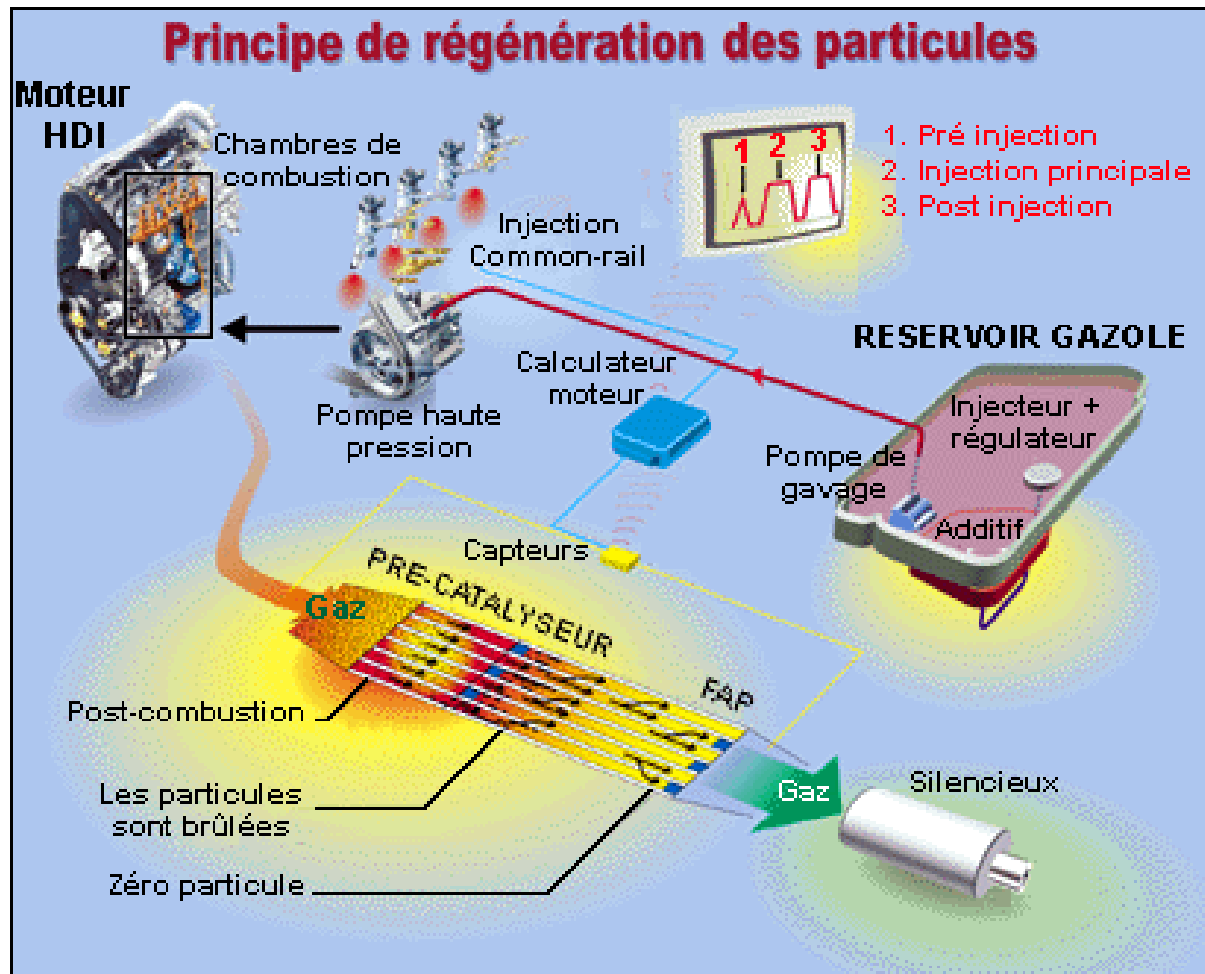 Principe de régénération des particules
Moteur
HDI
Chambres de
combustion
Injection
Common-rail
1 2 3
1. Pré injection
2. Injection principale
3. Post injection
RESERVOIR GAZOLE
Injecteur +
régulateur
Pompe de
gavage
Additif
Calculateur
moteur
Pompe haute
pression
Capteurs
PRE-CATALYSEUR
Gaz
FAP
Post-combustion
Les particules
sont brûlées
Zéro particule
Gaz
Silencieux